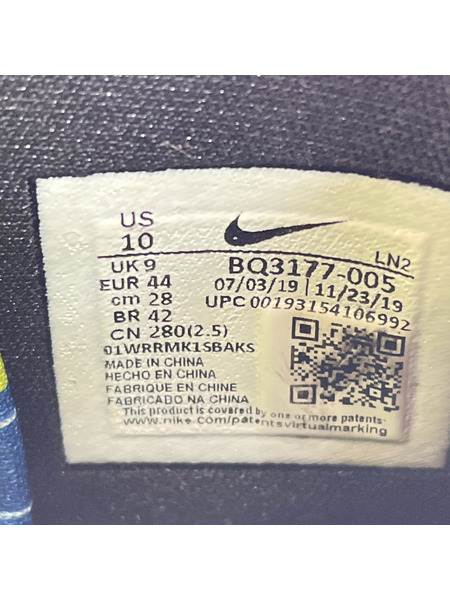 US
10
LN2
UK 9
BQ3177-005
EUR 44
07/03/19 | 11/23/19
cm 28
UPC 00193154106992
BR 42
CN 280(2.5)
01WRRMK1SBAKS
MADE IN CHINA
HECHO EN CHINA
FABRIQUE EN CHINE
FABRICADO NA CHINA
This product is covered by one or more patents.
www.nike.com/patentsvirtualmarking